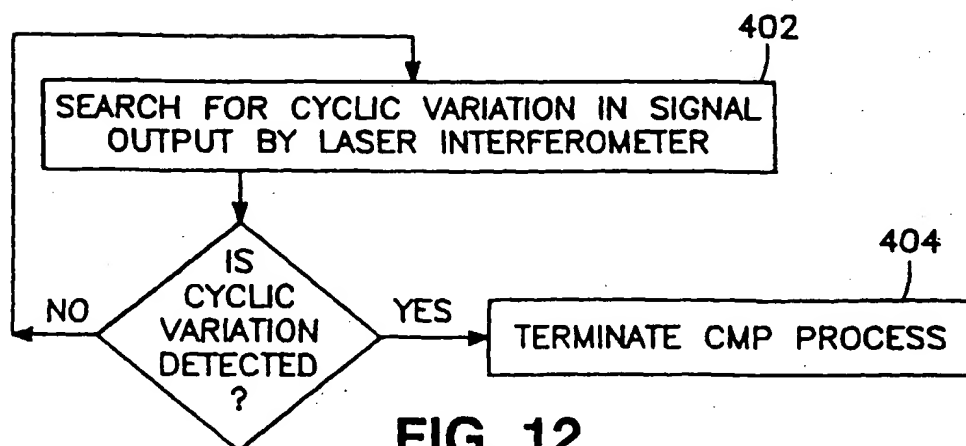 402
SEARCH FOR CYCLIC VARIATION IN SIGNAL
OUTPUT BY LASER INTERFEROMETER
IS
CYCLIC
VARIATION
DETECTED
?
NO
YES
404
TERMINATE CMP PROCESS
FIG. 12